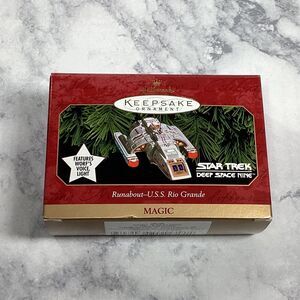 Hallmark
KEEPSAKE
ORNAMENT
FEATURES
WORF'S
VOICE,
LIGHT
STAR TREK
DEEP SPACE NINE
Runabout–U.S.S. Rio Grande
MAGIC